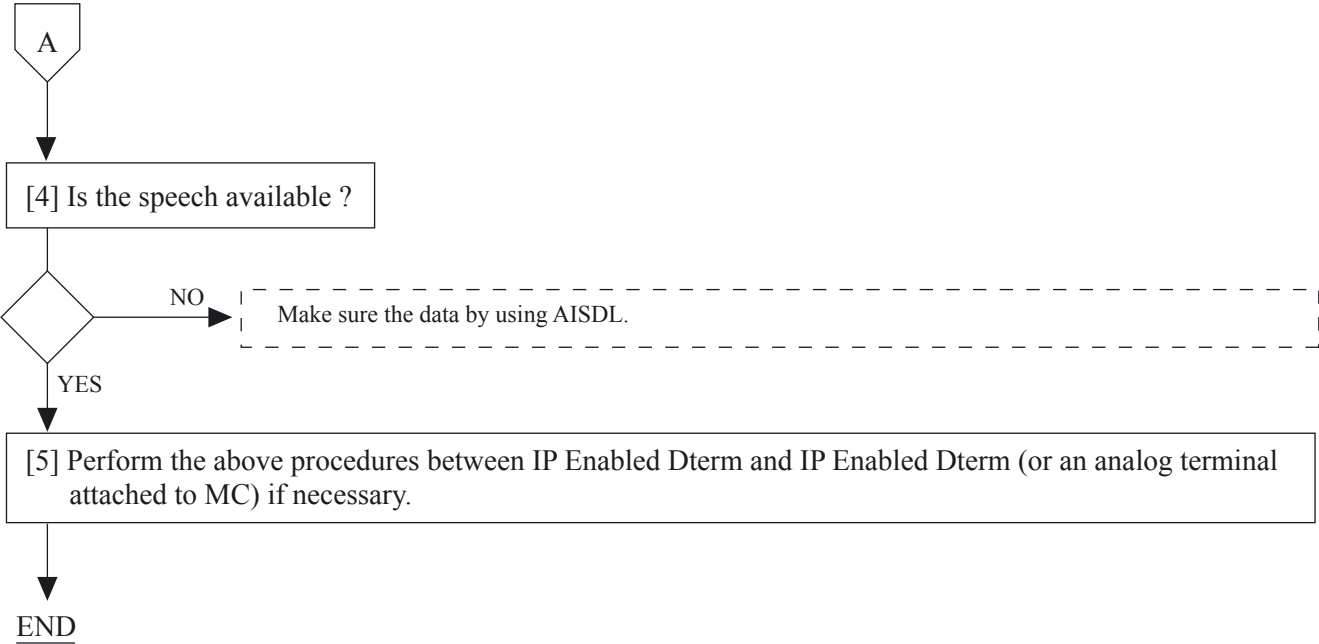 A
[4] Is the speech available ?
NO
Make sure the data by using AISDL.
YES
[5] Perform the above procedures between IP Enabled Dterm and IP Enabled Dterm (or an analog terminal
attached to MC) if necessary.
END